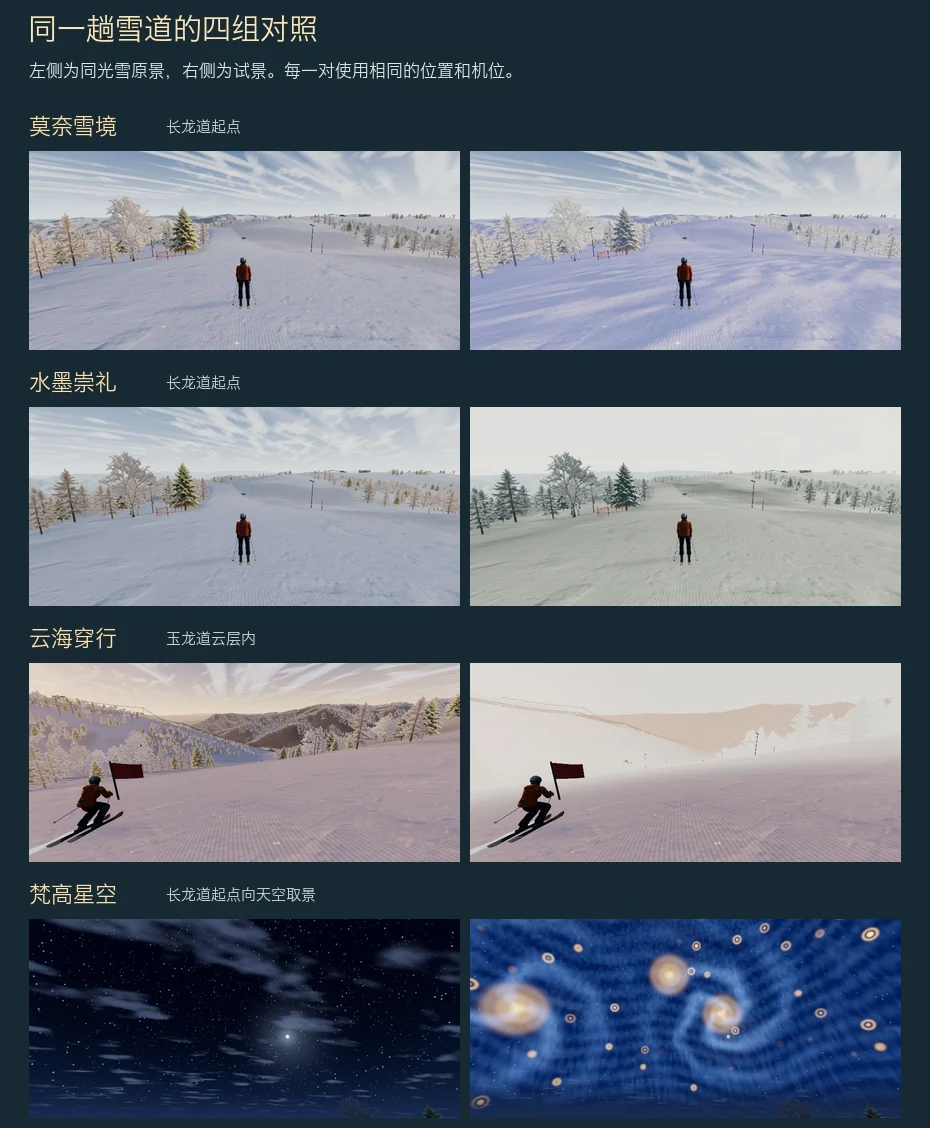 同一趟雪道的四组对照
左侧为同光雪原景，右侧为试景。每一对使用相同的位置和机位。
莫奈雪境 长龙道起点
水墨崇礼 长龙道起点
云海穿行 玉龙道云层内
梵高星空 长龙道起点向天空取景